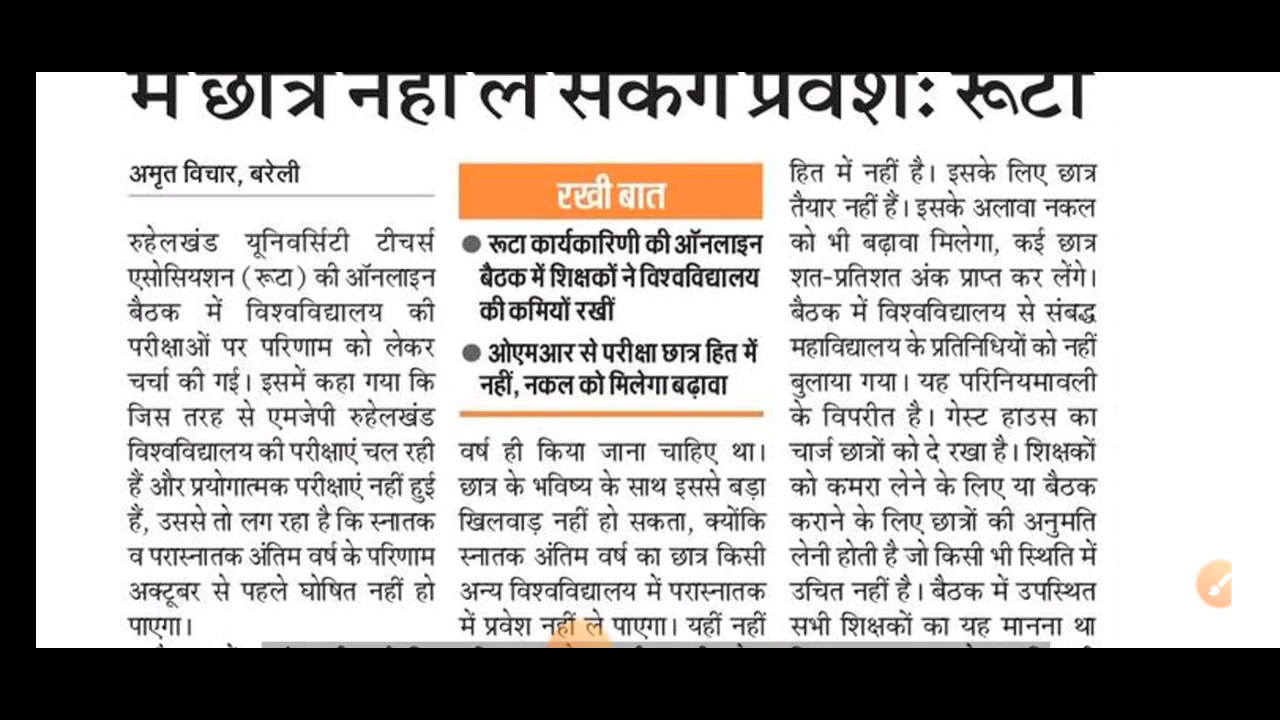 में छात्र नहीं ले सकेंगे प्रवेश: रूटा
अमृत विचार, बरेली
रुहेलखंड यूनिवर्सिटी टीचर्स
एसोसियशन (रूटा) की ऑनलाइन
बैठक में विश्वविद्यालय की
परीक्षाओं पर परिणाम को लेकर
चर्चा की गई। इसमें कहा गया कि
जिस तरह से एमजेपी रुहेलखंड
विश्वविद्यालय की परीक्षाएं चल रही
हैं और प्रयोगात्मक परीक्षाएं नहीं हुई
हैं, उससे तो लग रहा है कि स्नातक
व परास्नातक अंतिम वर्ष के परिणाम
अक्टूबर से पहले घोषित नहीं हो
पाएगा।
रखी बात
● रूटा कार्यकारिणी की ऑनलाइन
बैठक में शिक्षकों ने विश्वविद्यालय
की कमियों रखीं
● ओएमआर से परीक्षा छात्र हित में
नहीं, नकल को मिलेगा बढ़ावा
वर्ष ही किया जाना चाहिए था।
छात्र के भविष्य के साथ इससे बड़ा
खिलवाड़ नहीं हो सकता, क्योंकि
स्नातक अंतिम वर्ष का छात्र किसी
अन्य विश्वविद्यालय में परास्नातक
में प्रवेश नहीं ले पाएगा। यहीं नहीं
हित में नहीं है। इसके लिए छात्र
तैयार नहीं हैं। इसके अलावा नकल
को भी बढ़ावा मिलेगा, कई छात्र
शत-प्रतिशत अंक प्राप्त कर लेंगे।
बैठक में विश्वविद्यालय से संबद्ध
महाविद्यालय के प्रतिनिधियों को नहीं
बुलाया गया। यह परिनियमावली
के विपरीत है। गेस्ट हाउस का
चार्ज छात्रों को दे रखा है। शिक्षकों
को कमरा लेने के लिए या बैठक
कराने के लिए छात्रों की अनुमति
लेनी होती है जो किसी भी स्थिति में
उचित नहीं है। बैठक में उपस्थित
सभी शिक्षकों का यह मानना था